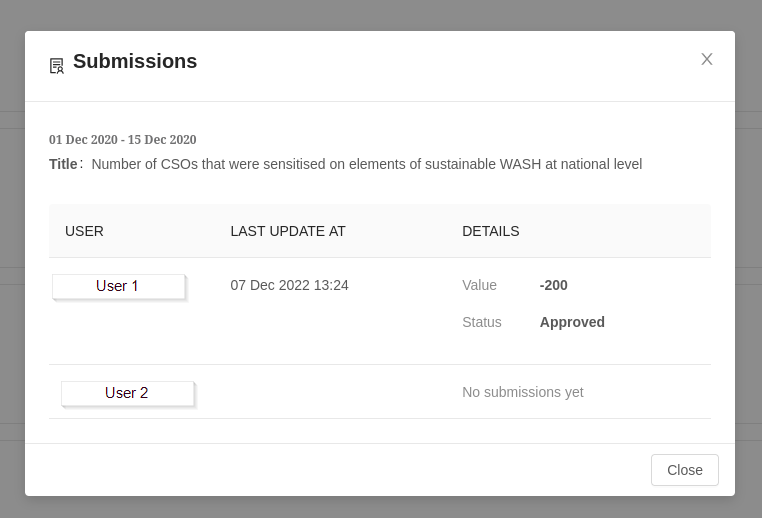 Submissions
01 Dec 2020 - 15 Dec 2020
Title: Number of CSOs that were sensitised on elements of sustainable WASH at national level
USER LAST UPDATE AT DETAILS
User 1 07 Dec 2022 13:24 Value -200
Status Approved
User 2 No submissions yet
Close